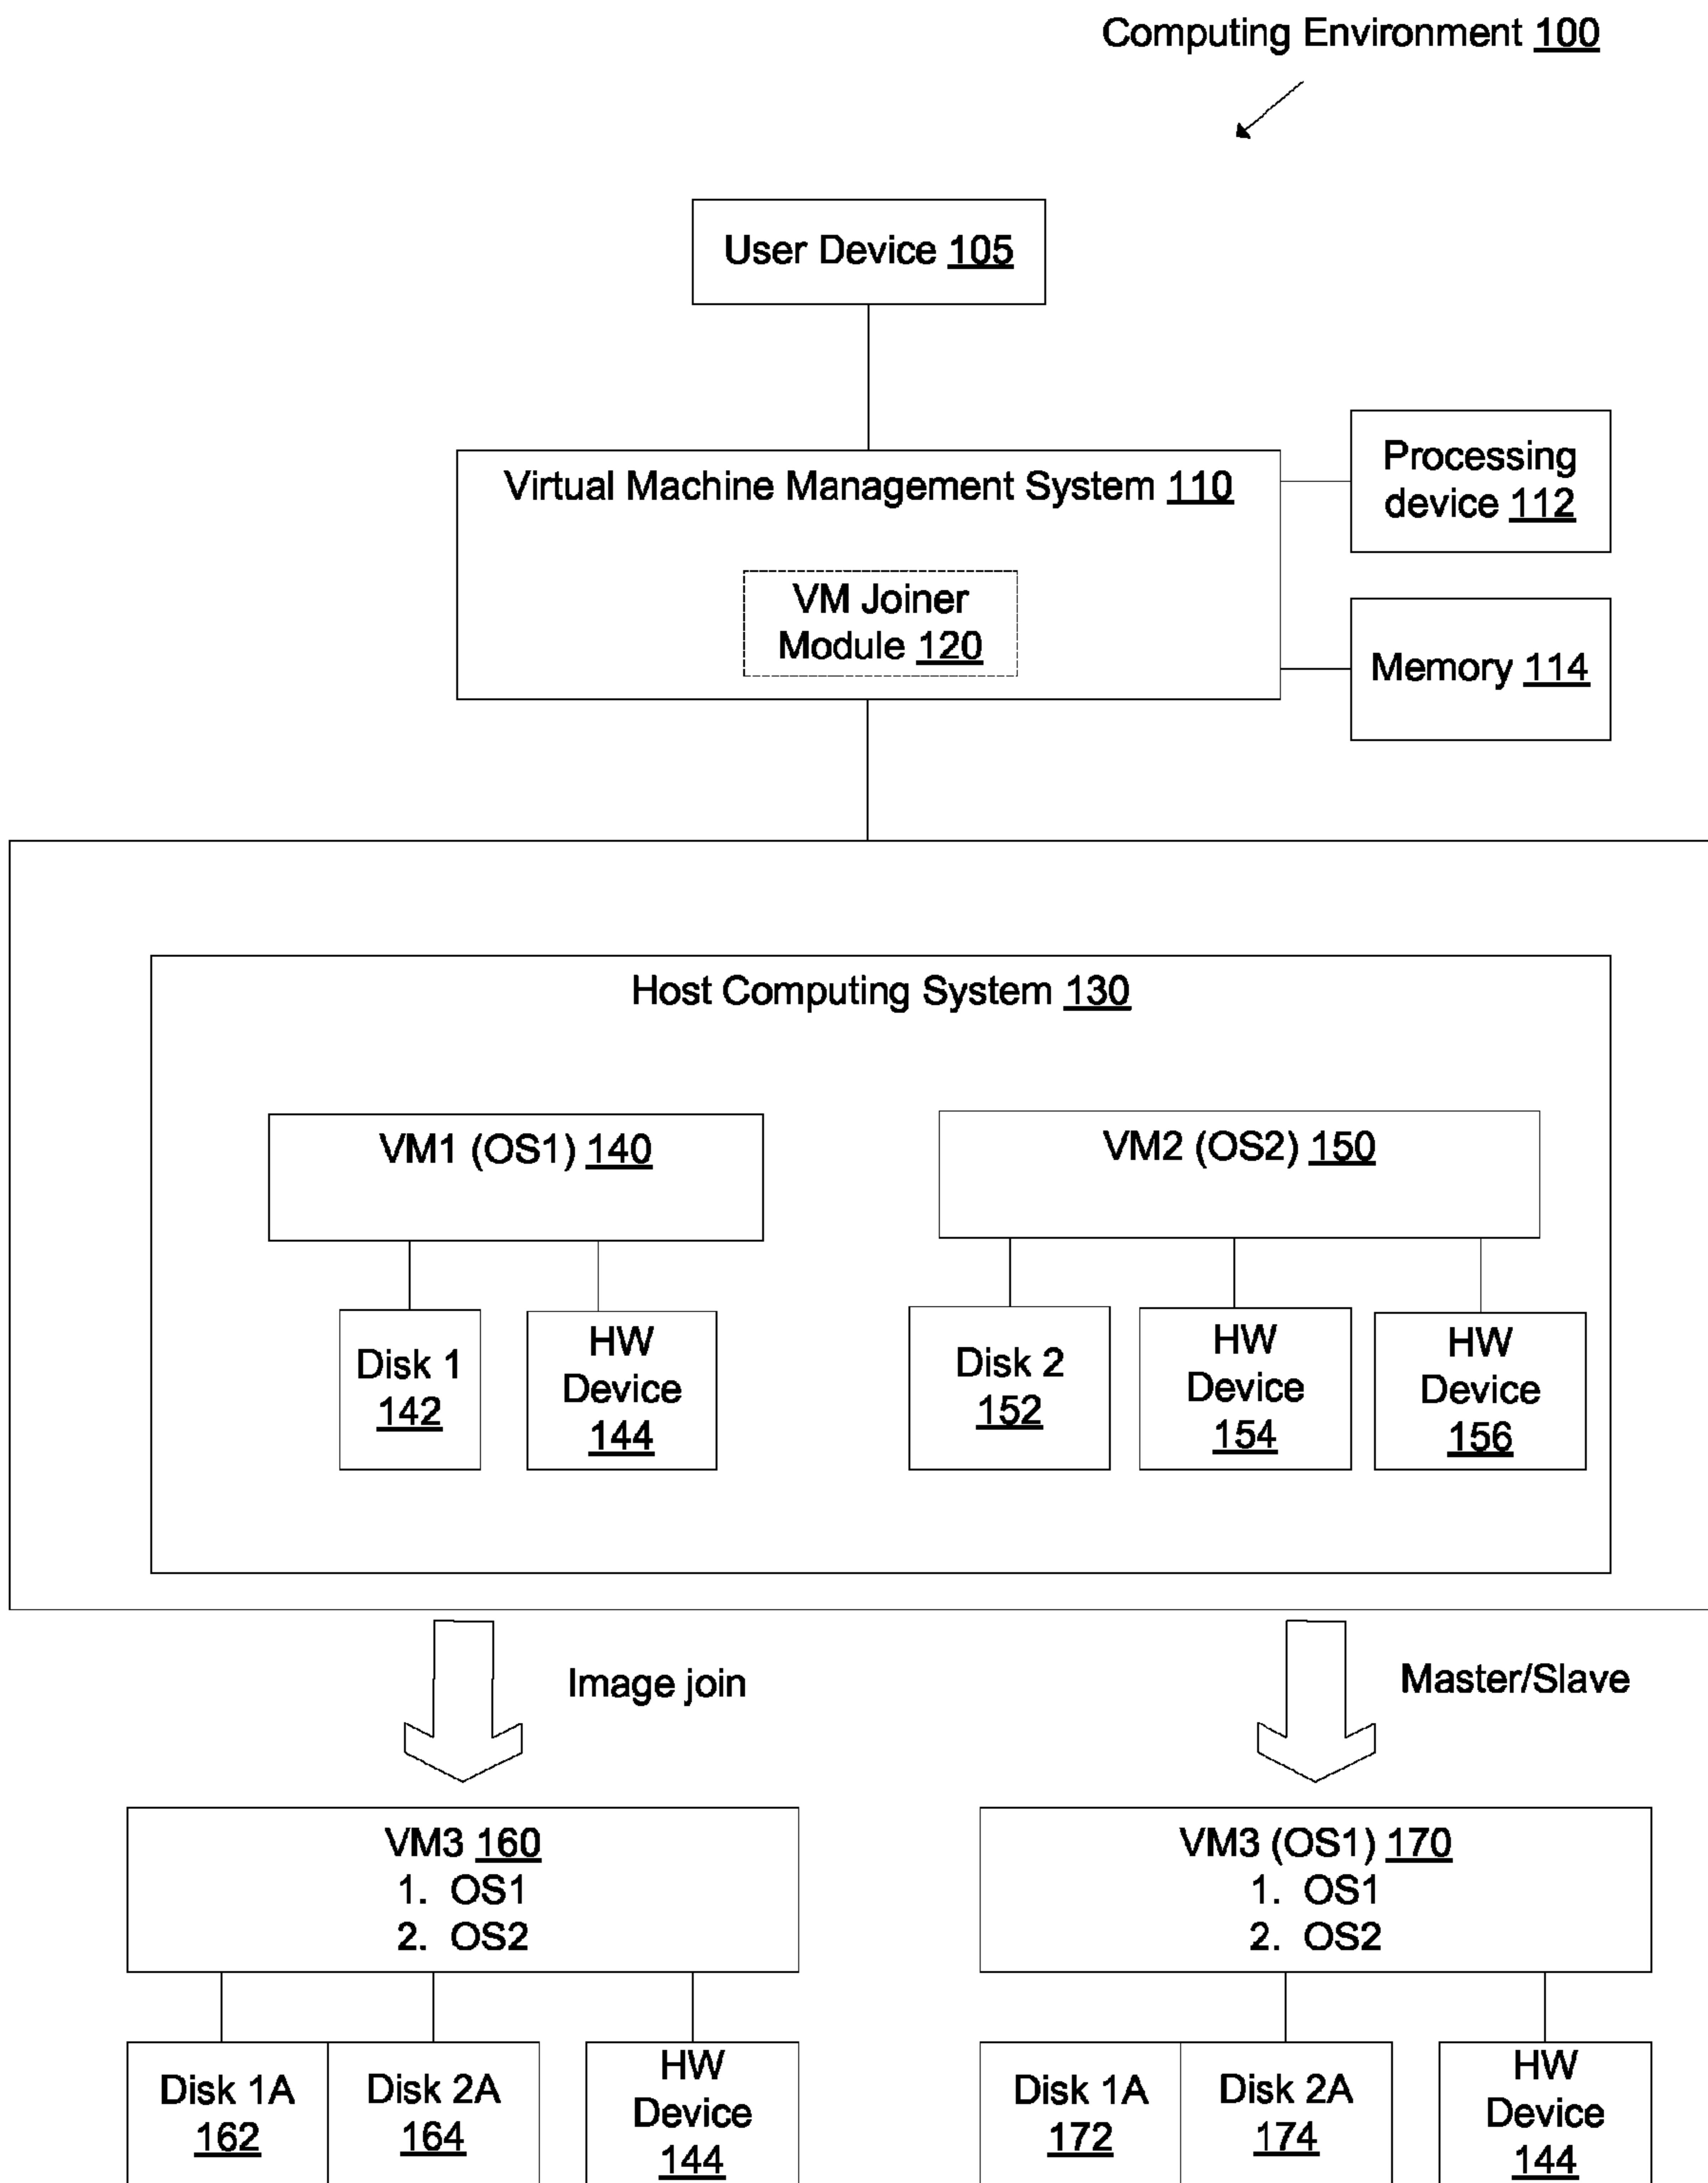 Computing Environment 100
User Device 105
Virtual Machine Management System 110
Processing
device 112
VM Joiner
Module 120
Memory 114
Host Computing System 130
VM1 (OS1) 140
VM2 (OS2) 150
Disk 1
142
HW
Device
144
Disk 2
152
HW
Device
154
HW
Device
156
Image join
Master/Slave
VM3 160
1. OS1
2. OS2
VM3 (OS1) 170
1. OS1
2. OS2
Disk 1A
162
Disk 2A
164
HW
Device
144
Disk 1A
172
Disk 2A
174
HW
Device
144